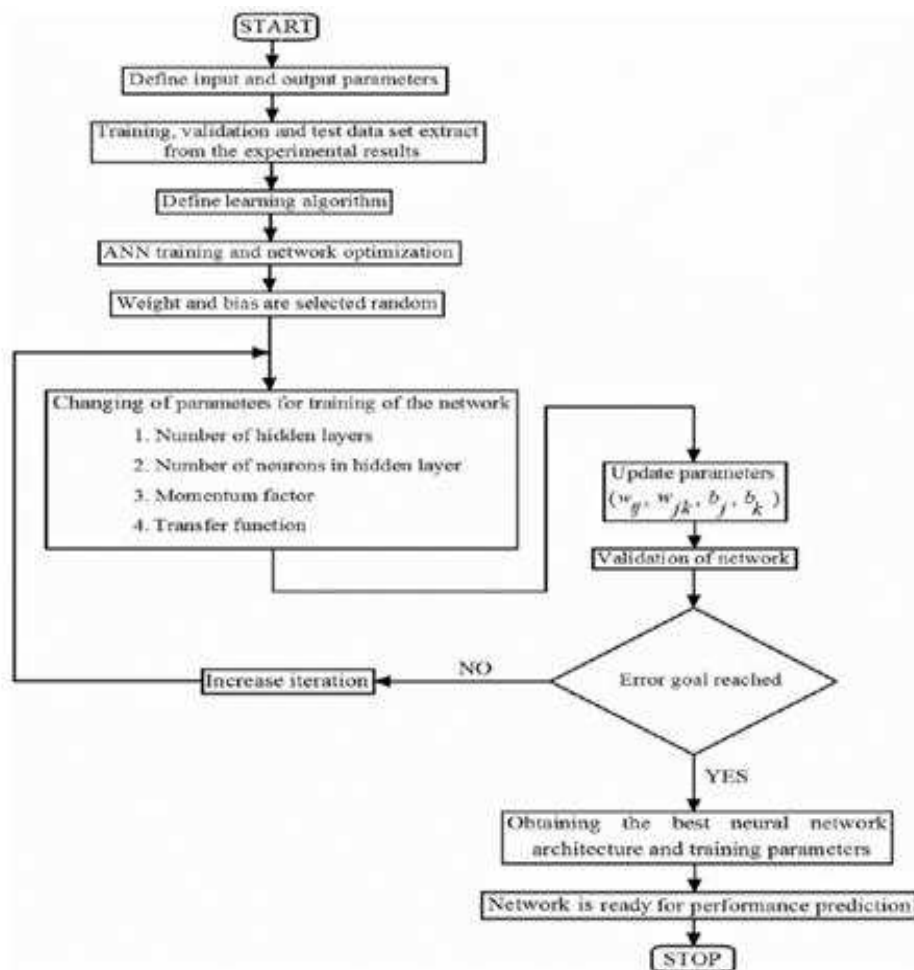 START
Define input and output parameters
Training, validation and test data set extract
from the experimental results
Define learning algorithm
ANN training and network optimization
Weight and bias are selected random
Changing of parameters for training of the network
1. Number of hidden layers
2. Number of neurons in hidden layer
3. Momentum factor
4. Transfer function
Update parameters
(w_ij, w_jk, b_j, b_k)
Validation of network
Error goal reached
NO
Increase iteration
YES
Obtaining the best neural network
architecture and training parameters
Network is ready for performance prediction
STOP